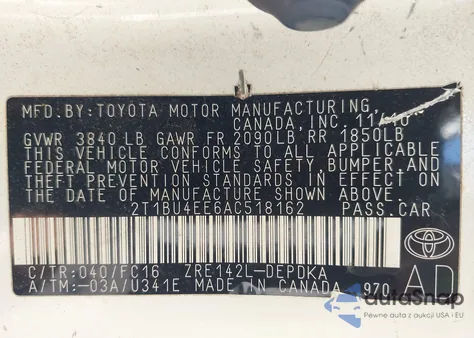 MFD.BY:TOYOTA MOTOR MANUFACTURING,
CANADA, INC. 11/10
GVWR 3840 LB GAWR FR 2090LB RR 1850LB
THIS VEHICLE CONFORMS TO ALL APPLICABLE
FEDERAL MOTOR VEHICLE SAFETY, BUMPER AND
THEFT PREVENTION STANDARDS IN EFFECT ON
THE DATE OF MANUFACTURE SHOWN ABOVE.
2T1BU4EE6AC518162 PASS.CAR
C/TR:040/FC16 ZRE142L-DEPDKA
A/TM:-03A/U341E MADE IN CANADA 970
AD
autaSnap
Pewne auta z aukcji USA i EU